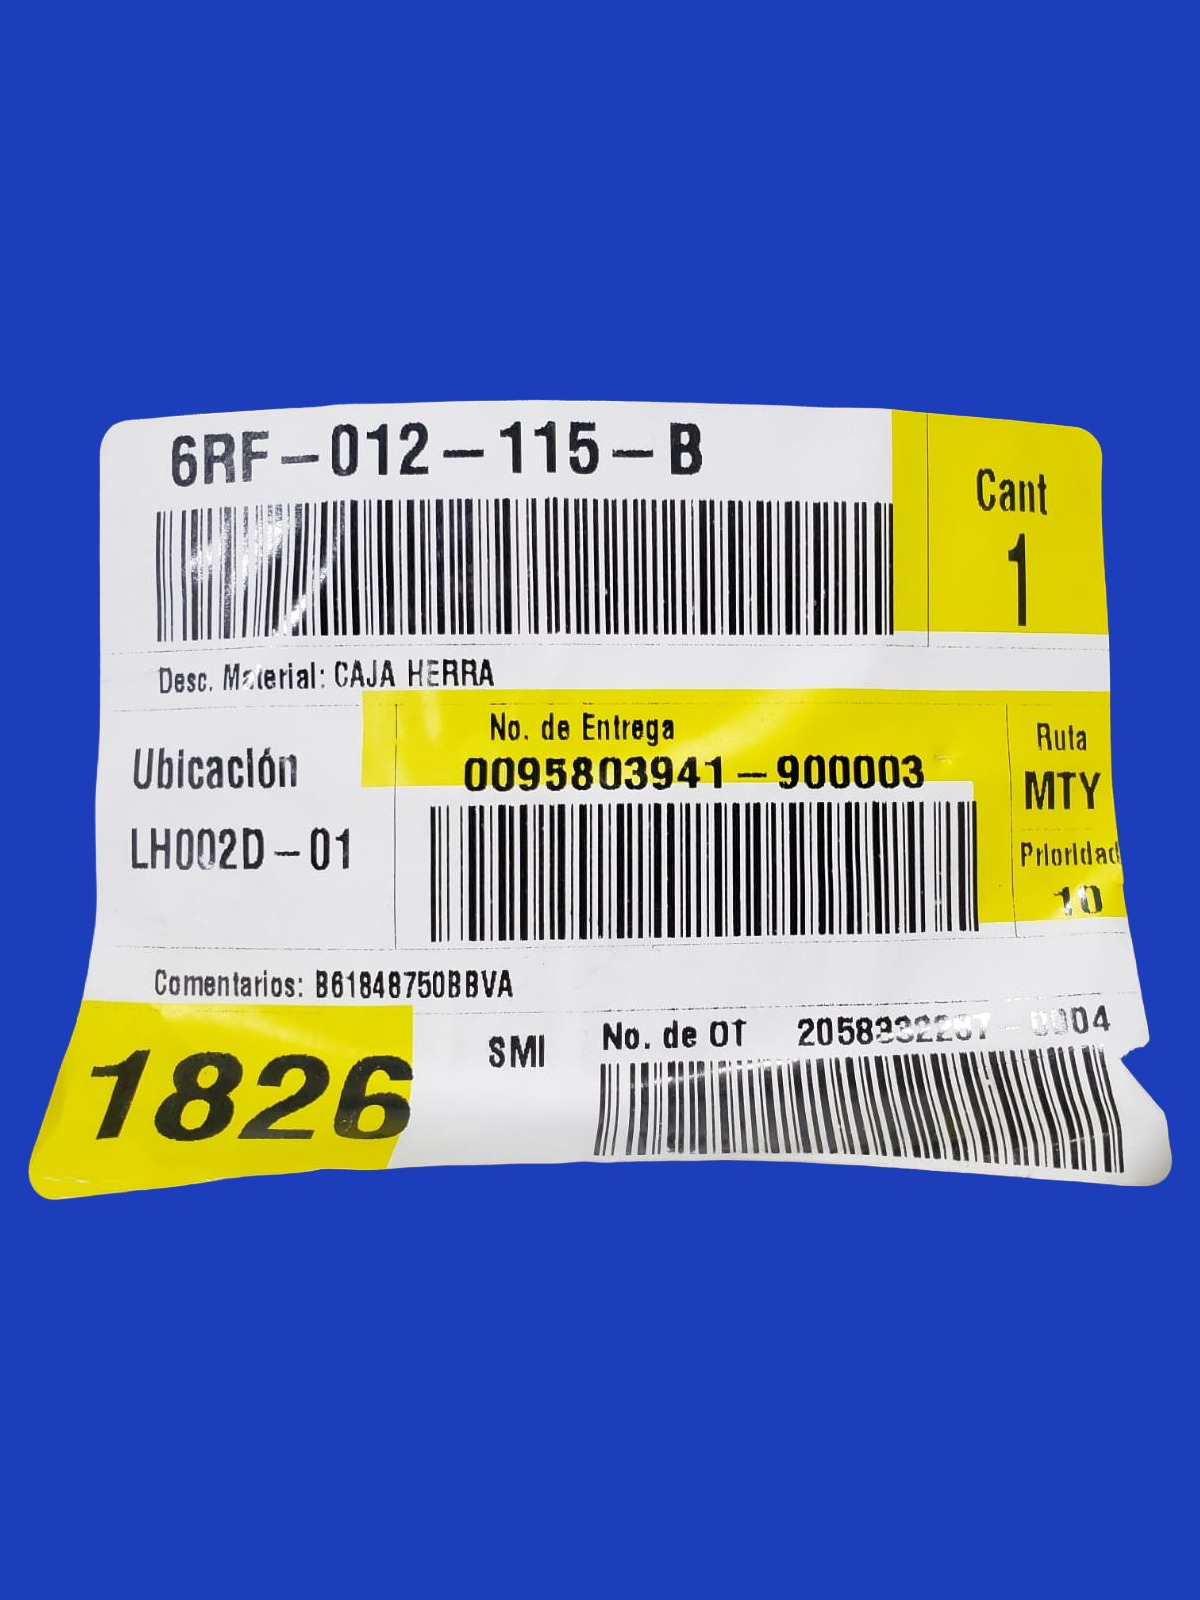 6RF-012-115-B
Cant
1
Desc. Material: CAJA HERRA
Ubicación
LH002D-01
No. de Entrega
0095803941-900003
Ruta
MTY
Prioridad
10
Comentarios: B61848750BBVA
1826
SMI
No. de OT